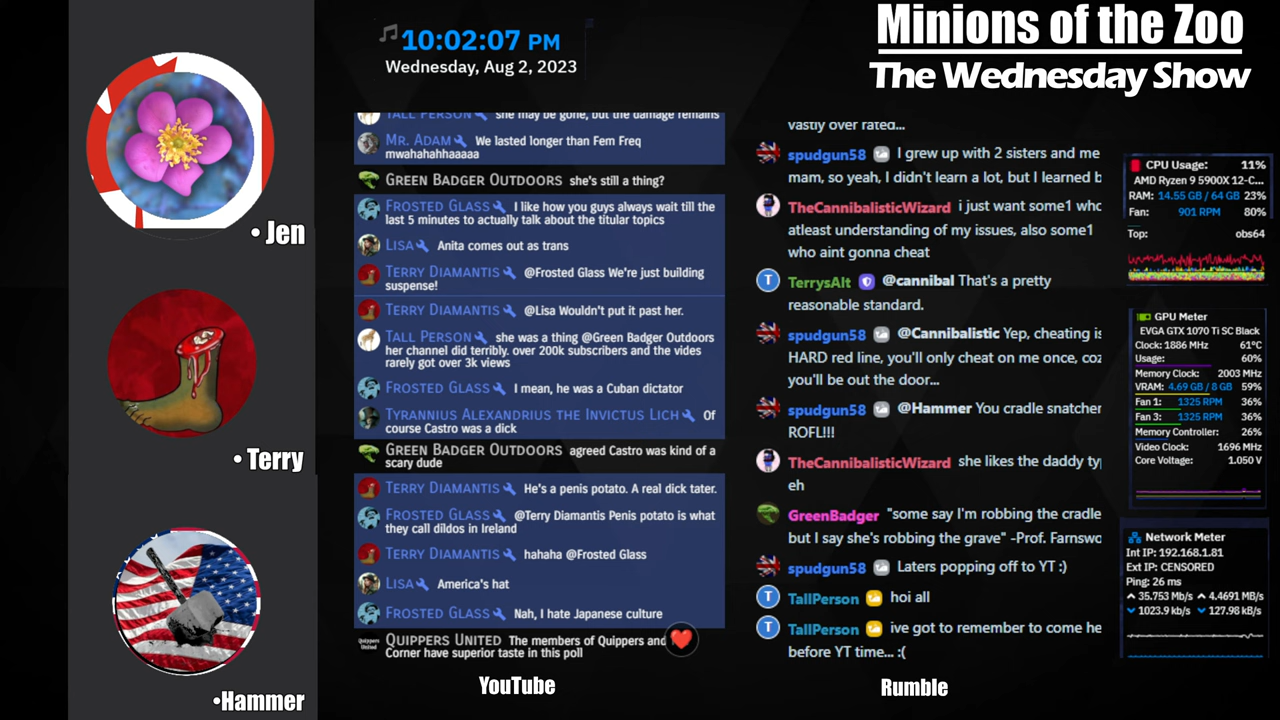 10:02:07 PM
Wednesday, Aug 2, 2023
Minions of the Zoo
The Wednesday Show
• Jen
• Terry
•Hammer
TALL PERSON she may be gone, but the damage remains
MR. ADAM We lasted longer than Fem Freq
mwahahahhaaaaa
GREEN BADGER OUTDOORS she's still a thing?
FROSTED GLASS I like how you guys always wait till the
last 5 minutes to actually talk about the titular topics
LISA Anita comes out as trans
TERRY DIAMANTIS @Frosted Glass We're just building
suspense!
TERRY DIAMANTIS @Lisa Wouldn't put it past her.
TALL PERSON she was a thing @Green Badger Outdoors
her channel did terribly. over 200k subscribers and the vides
rarely got over 3k views
FROSTED GLASS I mean, he was a Cuban dictator
TYRANNIUS ALEXANDRIUS THE INVICTUS LICH Of
course Castro was a dick
GREEN BADGER OUTDOORS agreed Castro was kind of a
scary dude
TERRY DIAMANTIS He's a penis potato. A real dick tater.
FROSTED GLASS @Terry Diamantis Penis potato is what
they call dildos in Ireland
TERRY DIAMANTIS hahaha @Frosted Glass
LISA America's hat
FROSTED GLASS Nah, I hate Japanese culture
Quippers
United
QUIPPERS UNITED The members of Quippers and
Corner have superior taste in this poll
YouTube
vastly over rated...
spudgun58 I grew up with 2 sisters and me
mam, so yeah, I didn't learn a lot, but I learned b
TheCannibalisticWizard i just want some1 who
atleast understanding of my issues, also some1
who aint gonna cheat
T TerrysAlt @cannibal That's a pretty
reasonable standard.
spudgun58 @Cannibalistic Yep, cheating is
HARD red line, you'll only cheat on me once, coz
you'll be out the door...
spudgun58 @Hammer You cradle snatcher
ROFL!!!
TheCannibalisticWizard she likes the daddy typ
eh
GreenBadger "some say I'm robbing the cradle
but I say she's robbing the grave" -Prof. Farnswo
spudgun58 Laters popping off to YT :)
T TallPerson hoi all
T TallPerson ive got to remember to come he
before YT time... :(
Rumble
CPU Usage: 11%
AMD Ryzen 9 5900X 12-C...
RAM: 14.55 GB / 64 GB 23%
Fan: 901 RPM 80%
Top: obs64
GPU Meter
EVGA GTX 1070 Ti SC Black
Clock: 1886 MHz 61°C
Usage: 60%
Memory Clock: 2003 MHz
VRAM: 4.69 GB / 8 GB 59%
Fan 1: 1325 RPM 36%
Fan 3: 1325 RPM 36%
Memory Controller: 26%
Video Clock: 1696 MHz
Core Voltage: 1.050 V
Network Meter
Int IP: 192.168.1.81
Ext IP: CENSORED
Ping: 26 ms
35.753 Mb/s 4.4691 MB/s
1023.9 kb/s 127.98 kB/s